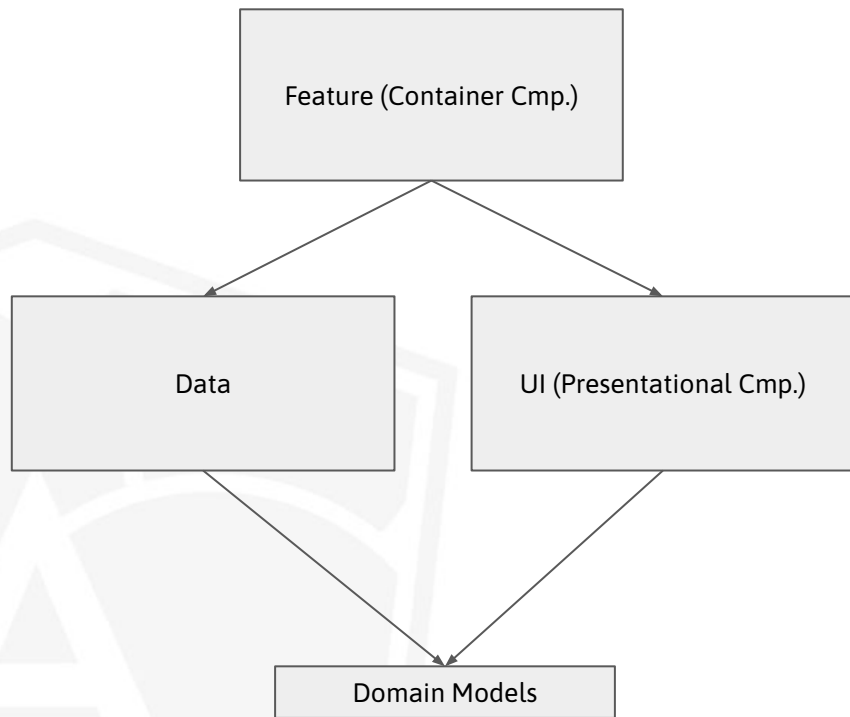 Feature (Container Cmp.)
Data
UI (Presentational Cmp.)
Domain Models